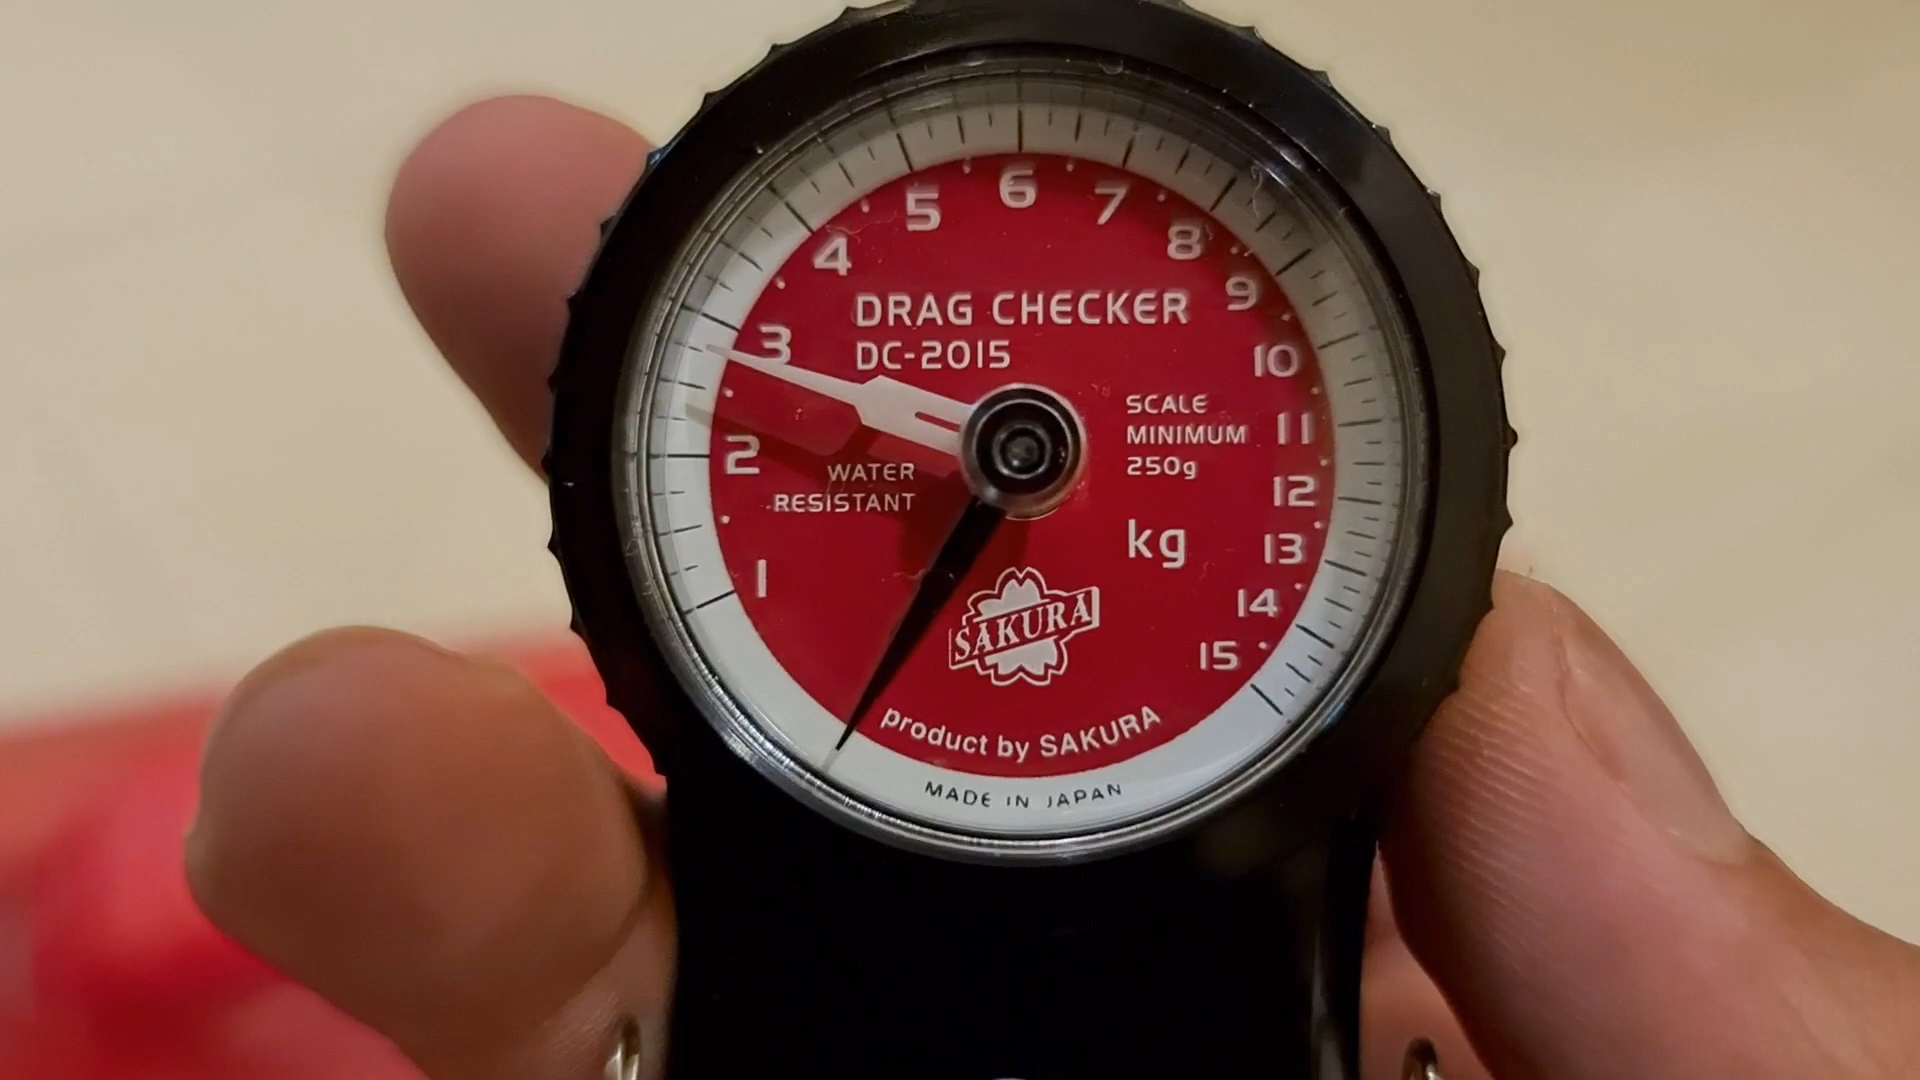 6
5
7
4
8
DRAG CHECKER
9
3
DC-2015
10
SCALE
11
MINIMUM
2
WATER
250g
RESISTANT
12
kg
13
1
14
SAKURA
15
product by SAKURA
MADE IN JAPAN